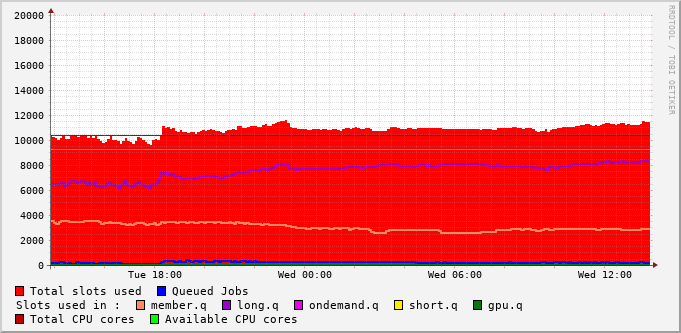 20000
18000
16000
14000
12000
10000
8000
6000
4000
2000
0
Tue 18:00 Wed 00:00 Wed 06:00 Wed 12:00
RRDTOOL / TOBI OETIKER
Total slots used Queued Jobs
Slots used in : member.q long.q ondemand.q short.q gpu.q
Total CPU cores Available CPU cores